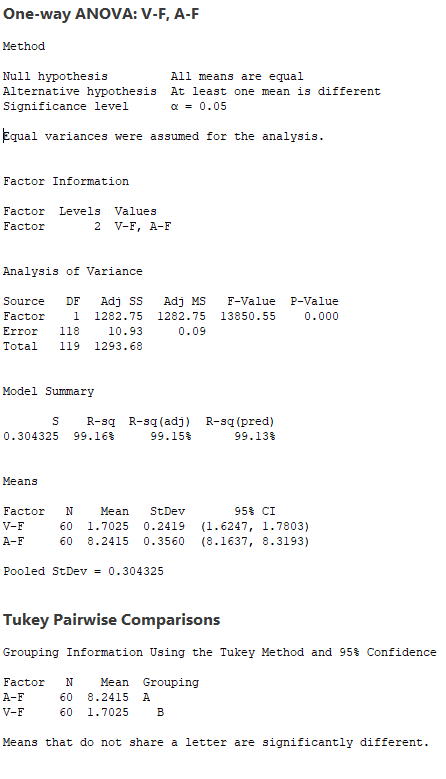 One-way ANOVA: V-F, A-F
Method
Null hypothesis All means are equal
Alternative hypothesis At least one mean is different
Significance level α = 0.05
Equal variances were assumed for the analysis.
Factor Information
Factor Levels Values
Factor 2 V-F, A-F
Analysis of Variance
Source DF Adj SS Adj MS F-Value P-Value
Factor 1 1282.75 1282.75 13850.55 0.000
Error 118 10.93 0.09
Total 119 1293.68
Model Summary
S R-sq R-sq(adj) R-sq(pred)
0.304325 99.16% 99.15% 99.13%
Means
Factor N Mean StDev 95% CI
V-F 60 1.7025 0.2419 (1.6247, 1.7803)
A-F 60 8.2415 0.3560 (8.1637, 8.3193)
Pooled StDev = 0.304325
Tukey Pairwise Comparisons
Grouping Information Using the Tukey Method and 95% Confidence
Factor N Mean Grouping
A-F 60 8.2415 A
V-F 60 1.7025 B
Means that do not share a letter are significantly different.